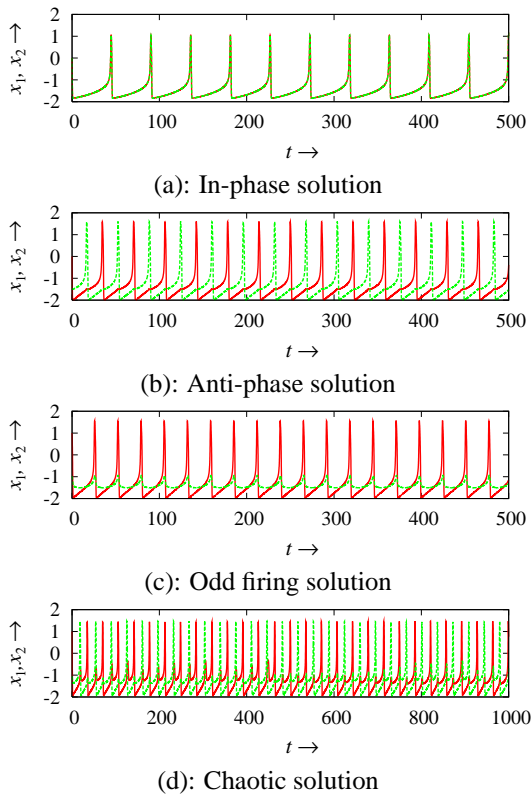 2
1
0
-1
-2
x1, x2 →
0 100 200 300 400 500
t →
(a): In-phase solution
2
1
0
-1
-2
x1, x2 →
0 100 200 300 400 500
t →
(b): Anti-phase solution
2
1
0
-1
-2
x1, x2 →
0 100 200 300 400 500
t →
(c): Odd firing solution
2
1
0
-1
-2
x1,x2 →
0 200 400 600 800 1000
t →
(d): Chaotic solution